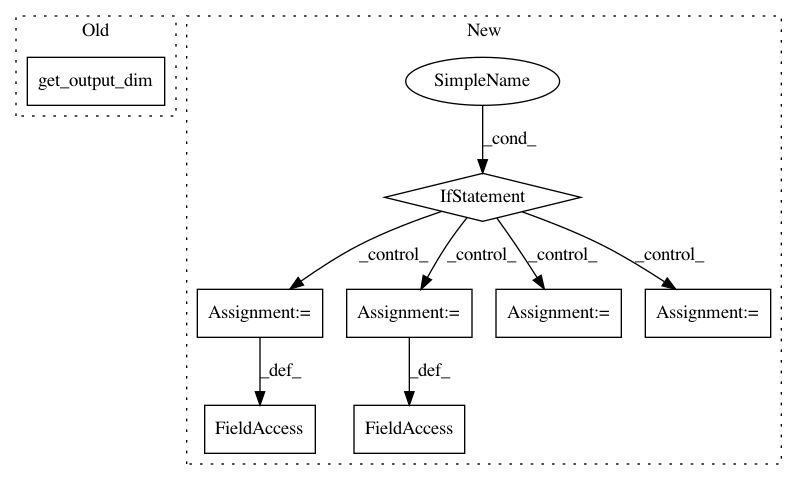 Old
New
get_output_dim
SimpleName
_cond_
IfStatement
_control_
_control_
_control_
_control_
Assignment:=
Assignment:=
Assignment:=
Assignment:=
_def_
_def_
FieldAccess
FieldAccess